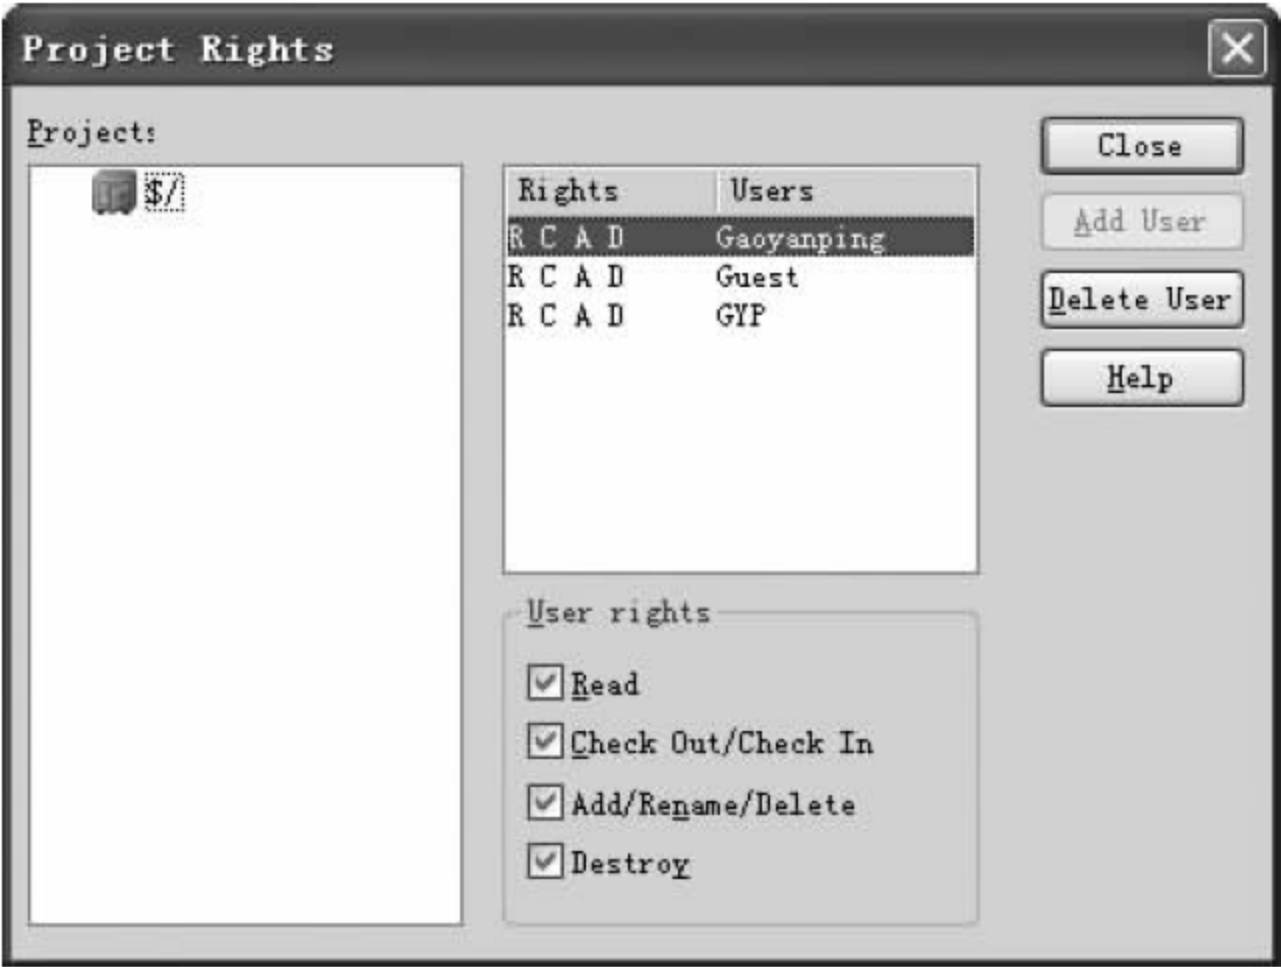 Project Rights
Project:
$/
Rights Users
R C A D Gaoyanping
R C A D Guest
R C A D GYP
User rights
Read
Check Out/Check In
Add/Rename/Delete
Destroy
Close
Add User
Delete User
Help